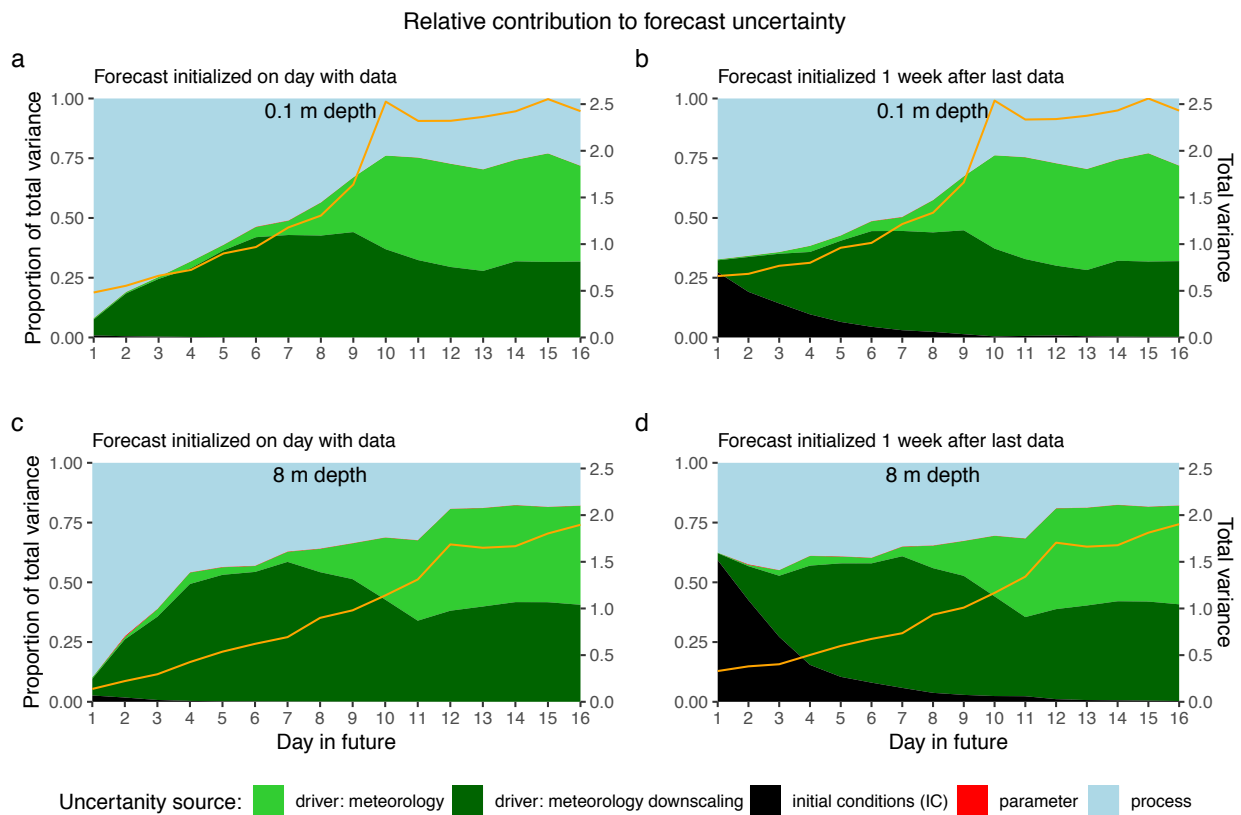 Relative contribution to forecast uncertainty
a
Forecast initialized on day with data
0.1 m depth
Proportion of total variance
1.00
0.75
0.50
0.25
0.00
2.5
2.0
1.5
1.0
0.5
0.0
1 2 3 4 5 6 7 8 9 10 11 12 13 14 15 16
b
Forecast initialized 1 week after last data
0.1 m depth
1.00
0.75
0.50
0.25
0.00
2.5
2.0
1.5
1.0
0.5
0.0
Total variance
1 2 3 4 5 6 7 8 9 10 11 12 13 14 15 16
c
Forecast initialized on day with data
8 m depth
Proportion of total variance
1.00
0.75
0.50
0.25
0.00
2.5
2.0
1.5
1.0
0.5
0.0
1 2 3 4 5 6 7 8 9 10 11 12 13 14 15 16
Day in future
d
Forecast initialized 1 week after last data
8 m depth
1.00
0.75
0.50
0.25
0.00
2.5
2.0
1.5
1.0
0.5
0.0
Total variance
1 2 3 4 5 6 7 8 9 10 11 12 13 14 15 16
Day in future
Uncertanity source: driver: meteorology driver: meteorology downscaling initial conditions (IC) parameter process